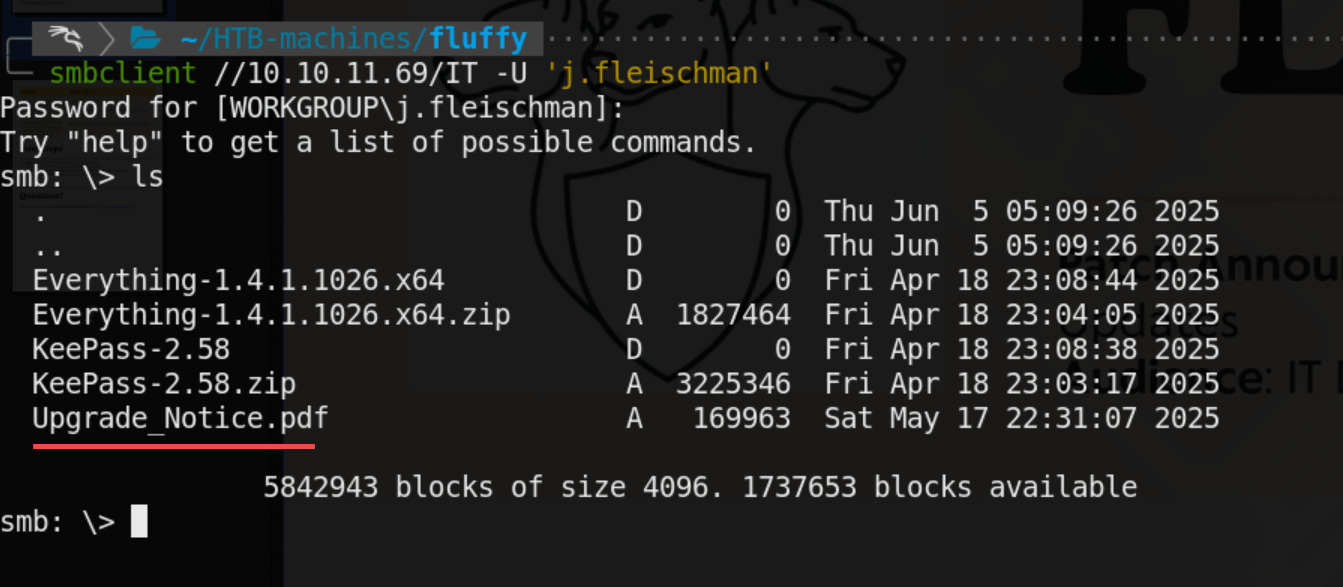 ~/HTB-machines/fluffy
smbclient //10.10.11.69/IT -U 'j.fleischman'
Password for [WORKGROUP\j.fleischman]:
Try "help" to get a list of possible commands.
smb: \> ls
. D 0 Thu Jun 5 05:09:26 2025
.. D 0 Thu Jun 5 05:09:26 2025
Everything-1.4.1.1026.x64 D 0 Fri Apr 18 23:08:44 2025
Everything-1.4.1.1026.x64.zip A 1827464 Fri Apr 18 23:04:05 2025
KeePass-2.58 D 0 Fri Apr 18 23:08:38 2025
KeePass-2.58.zip A 3225346 Fri Apr 18 23:03:17 2025
Upgrade_Notice.pdf A 169963 Sat May 17 22:31:07 2025
5842943 blocks of size 4096. 1737653 blocks available
smb: \>
Updates
Audience: IT